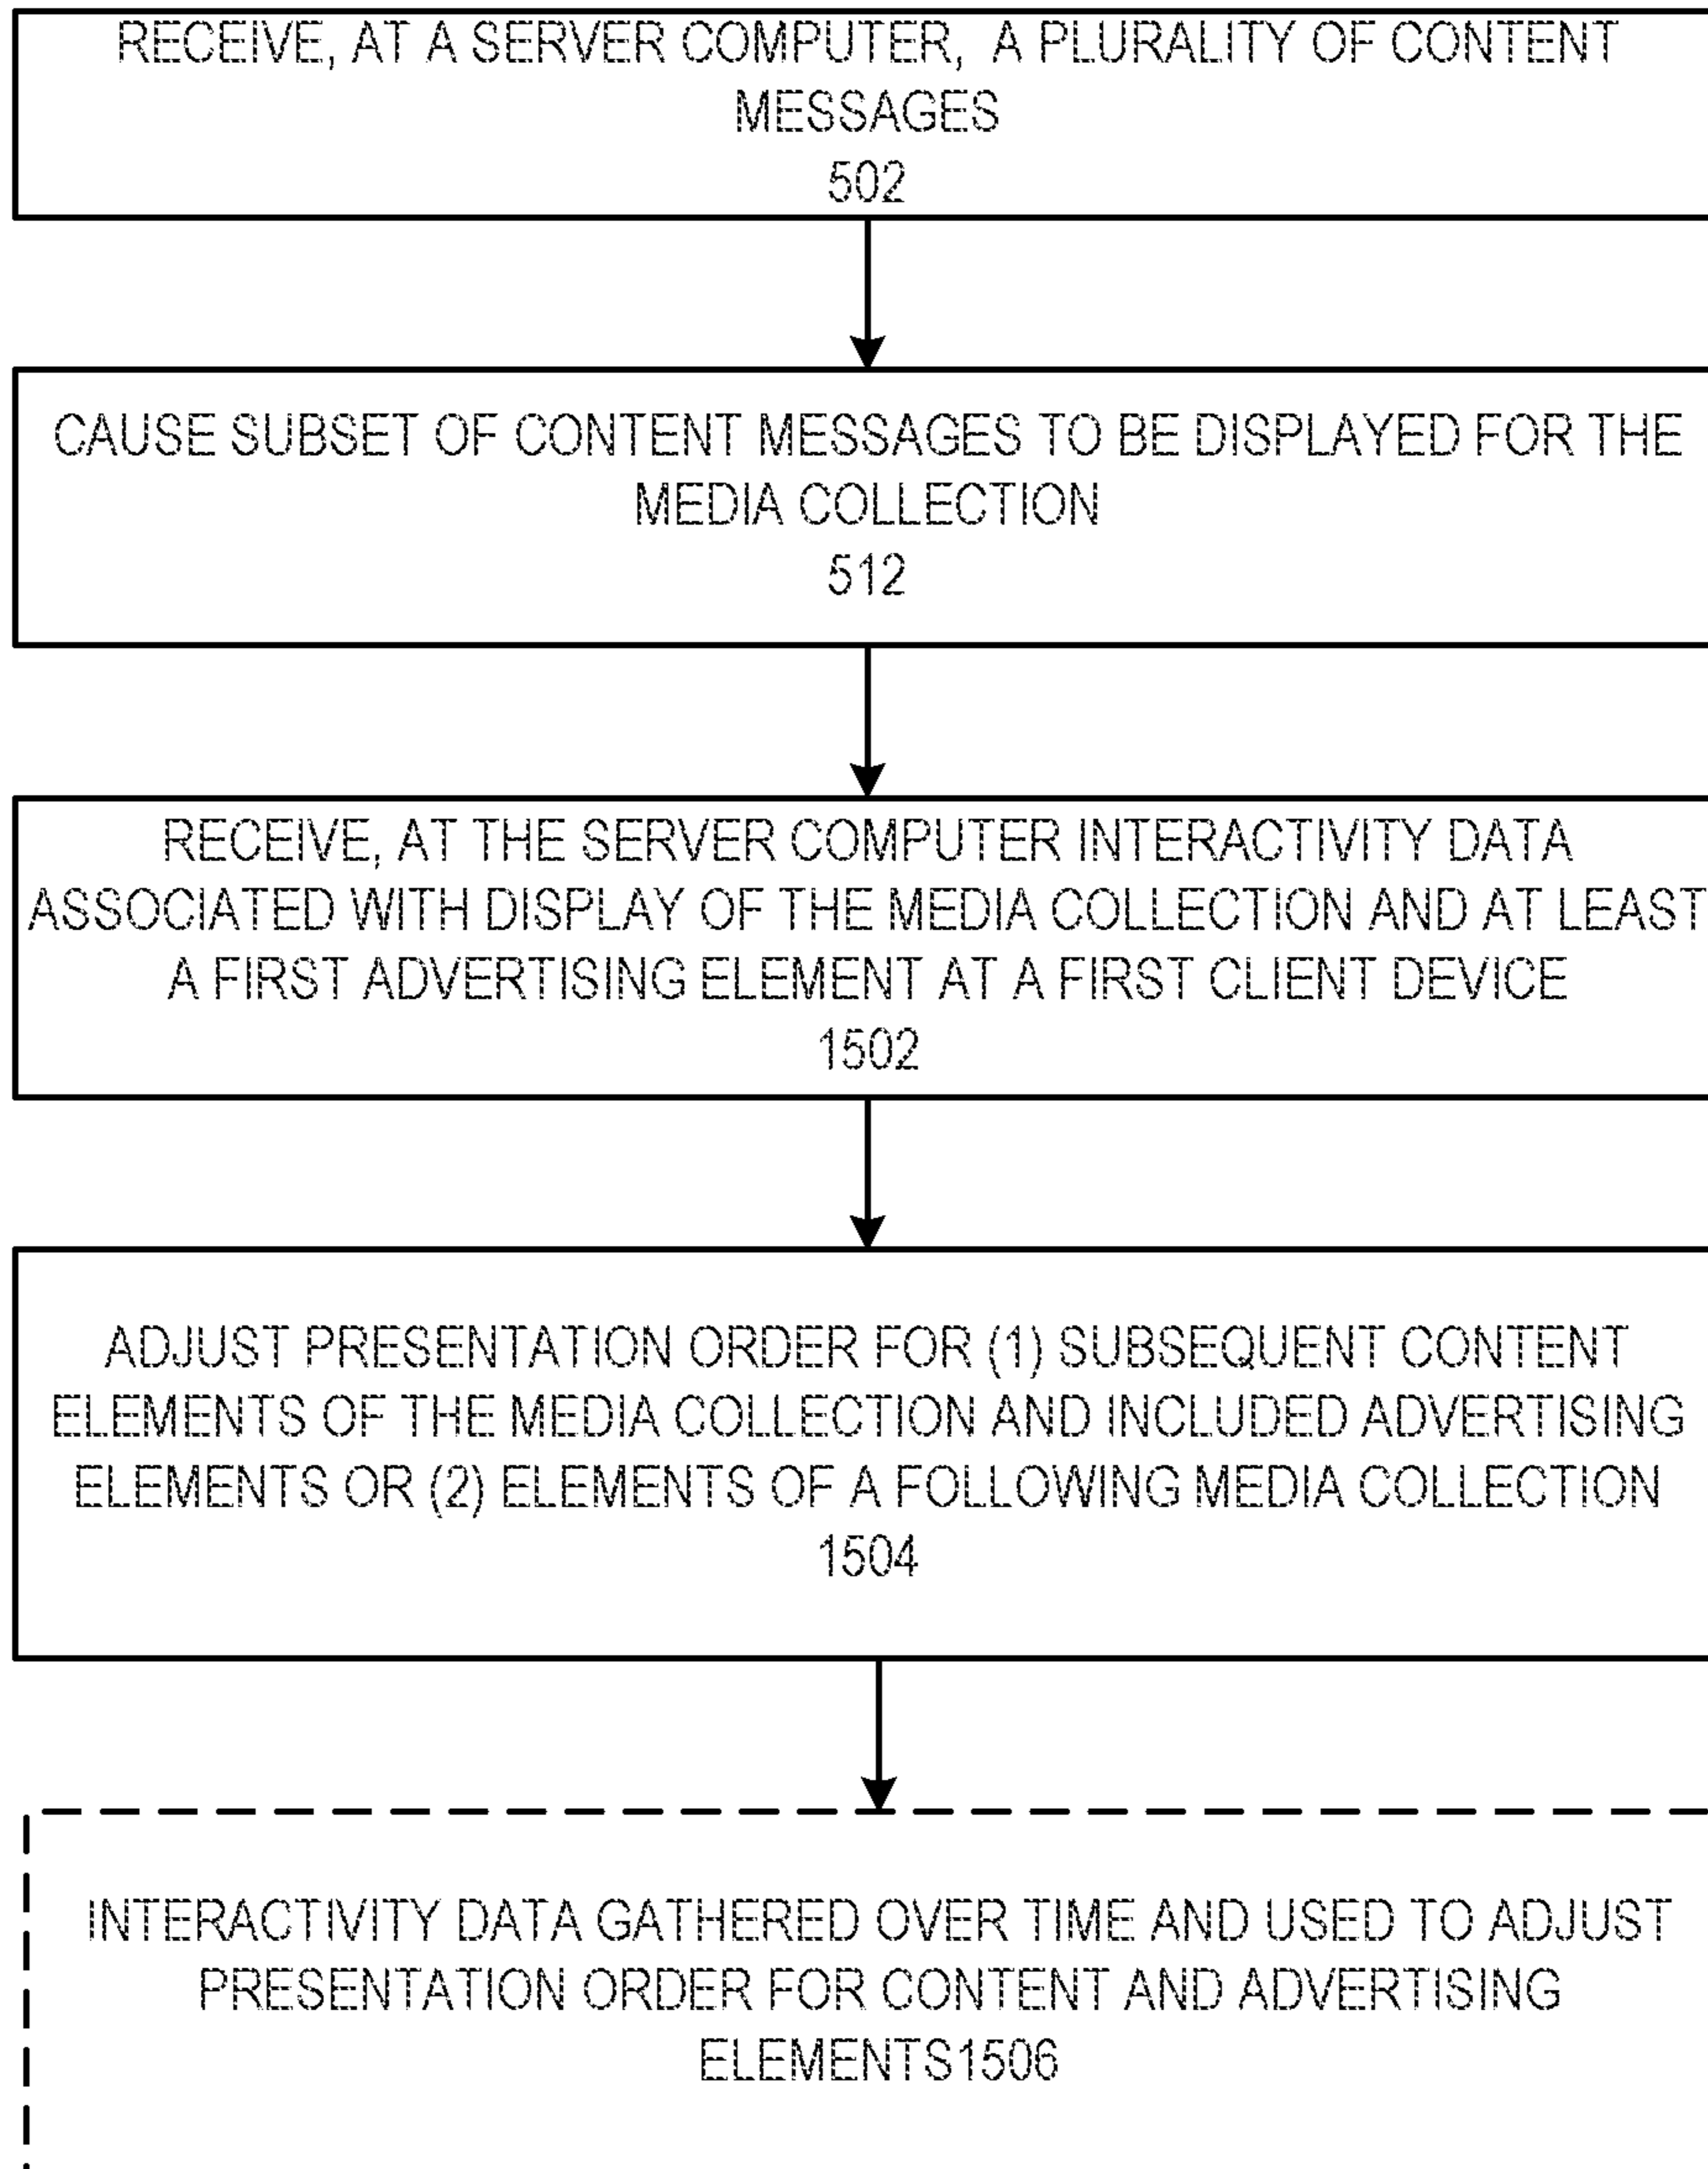 RECEIVE, AT A SERVER COMPUTER, A PLURALITY OF CONTENT
MESSAGES
502
CAUSE SUBSET OF CONTENT MESSAGES TO BE DISPLAYED FOR THE
MEDIA COLLECTION
512
RECEIVE, AT THE SERVER COMPUTER INTERACTIVITY DATA
ASSOCIATED WITH DISPLAY OF THE MEDIA COLLECTION AND AT LEAST
A FIRST ADVERTISING ELEMENT AT A FIRST CLIENT DEVICE
1502
ADJUST PRESENTATION ORDER FOR (1) SUBSEQUENT CONTENT
ELEMENTS OF THE MEDIA COLLECTION AND INCLUDED ADVERTISING
ELEMENTS OR (2) ELEMENTS OF A FOLLOWING MEDIA COLLECTION
1504
INTERACTIVITY DATA GATHERED OVER TIME AND USED TO ADJUST
PRESENTATION ORDER FOR CONTENT AND ADVERTISING
ELEMENTS1506